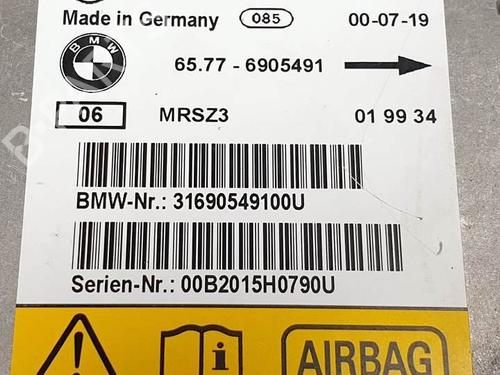 Made in Germany 085 00-07-19
BMW
65.77 - 6905491
06 MRSZ3 01 99 34
BMW-Nr.: 31690549100U
Serien-Nr.: 00B2015H0790U
AIRBAG